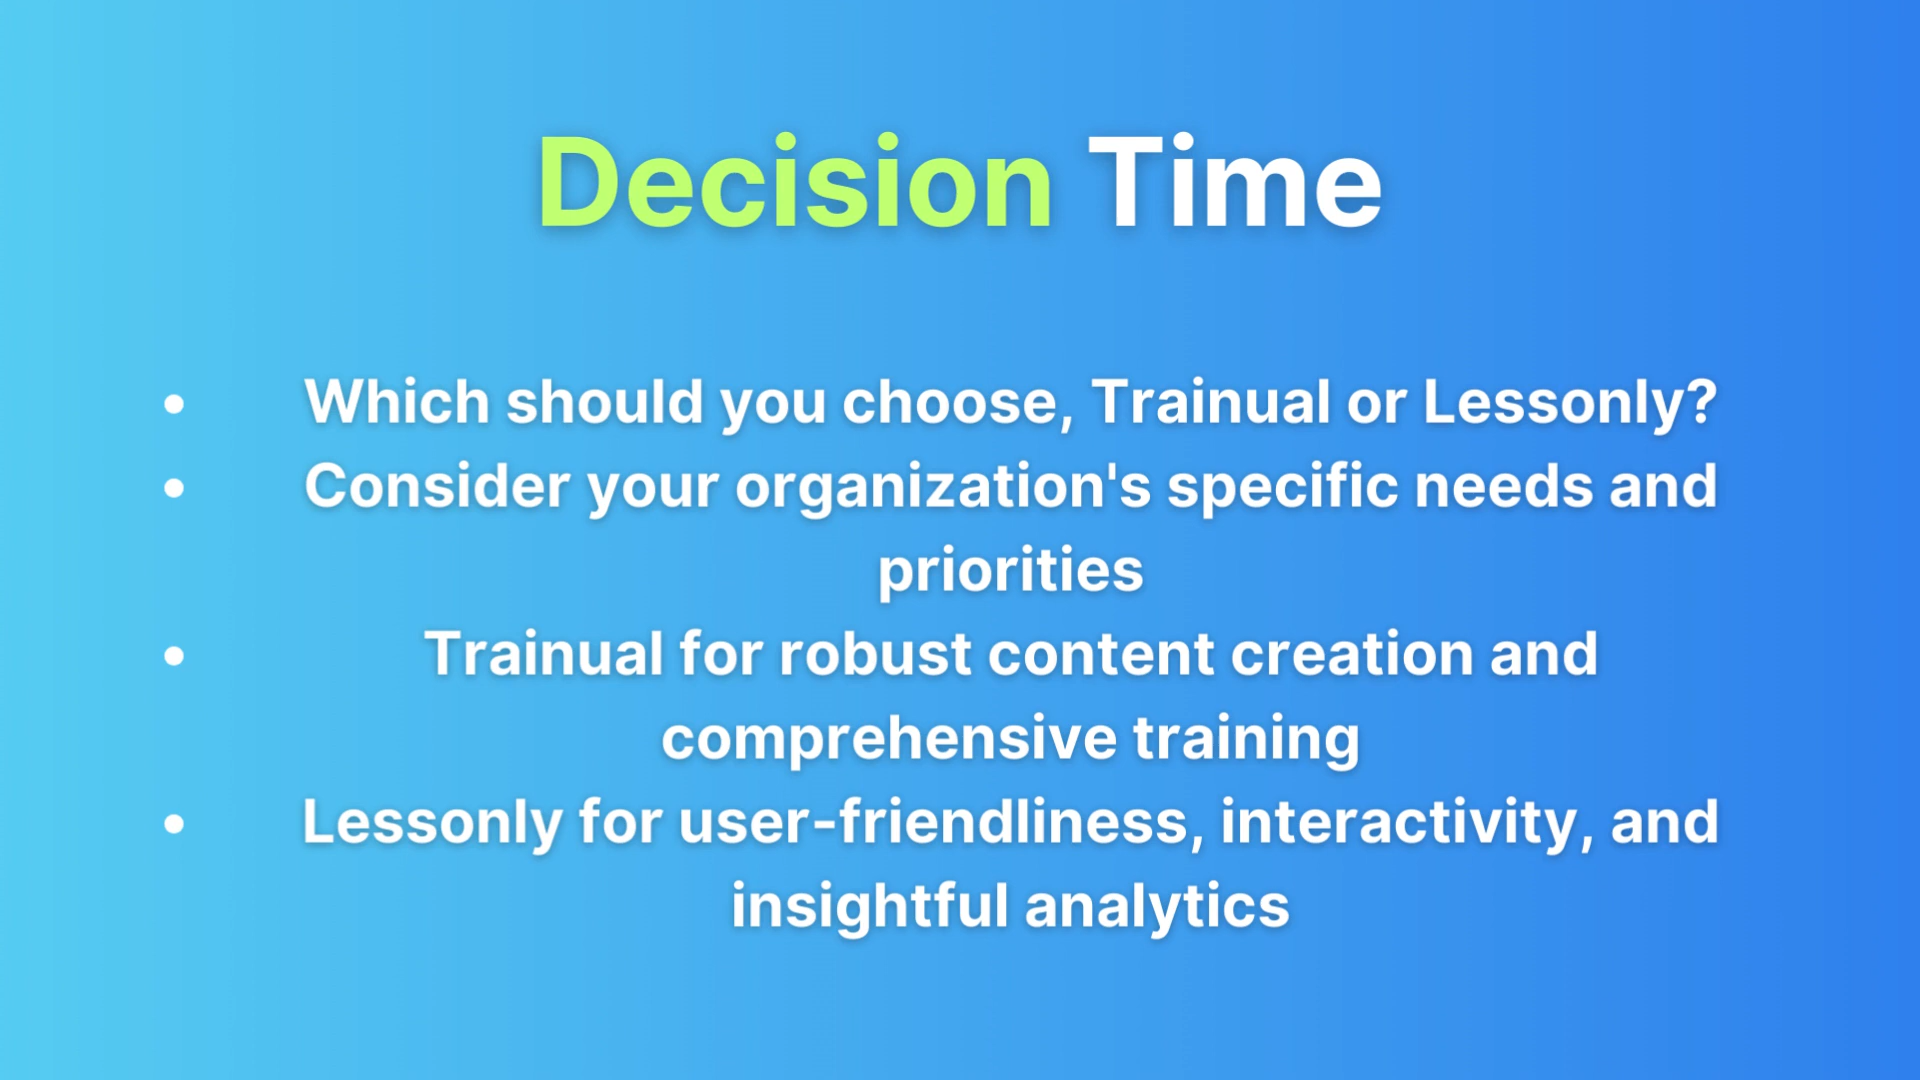 Decision Time
• Which should you choose, Trainual or Lessonly?
• Consider your organization's specific needs and
priorities
• Trainual for robust content creation and
comprehensive training
• Lessonly for user-friendliness, interactivity, and
insightful analytics